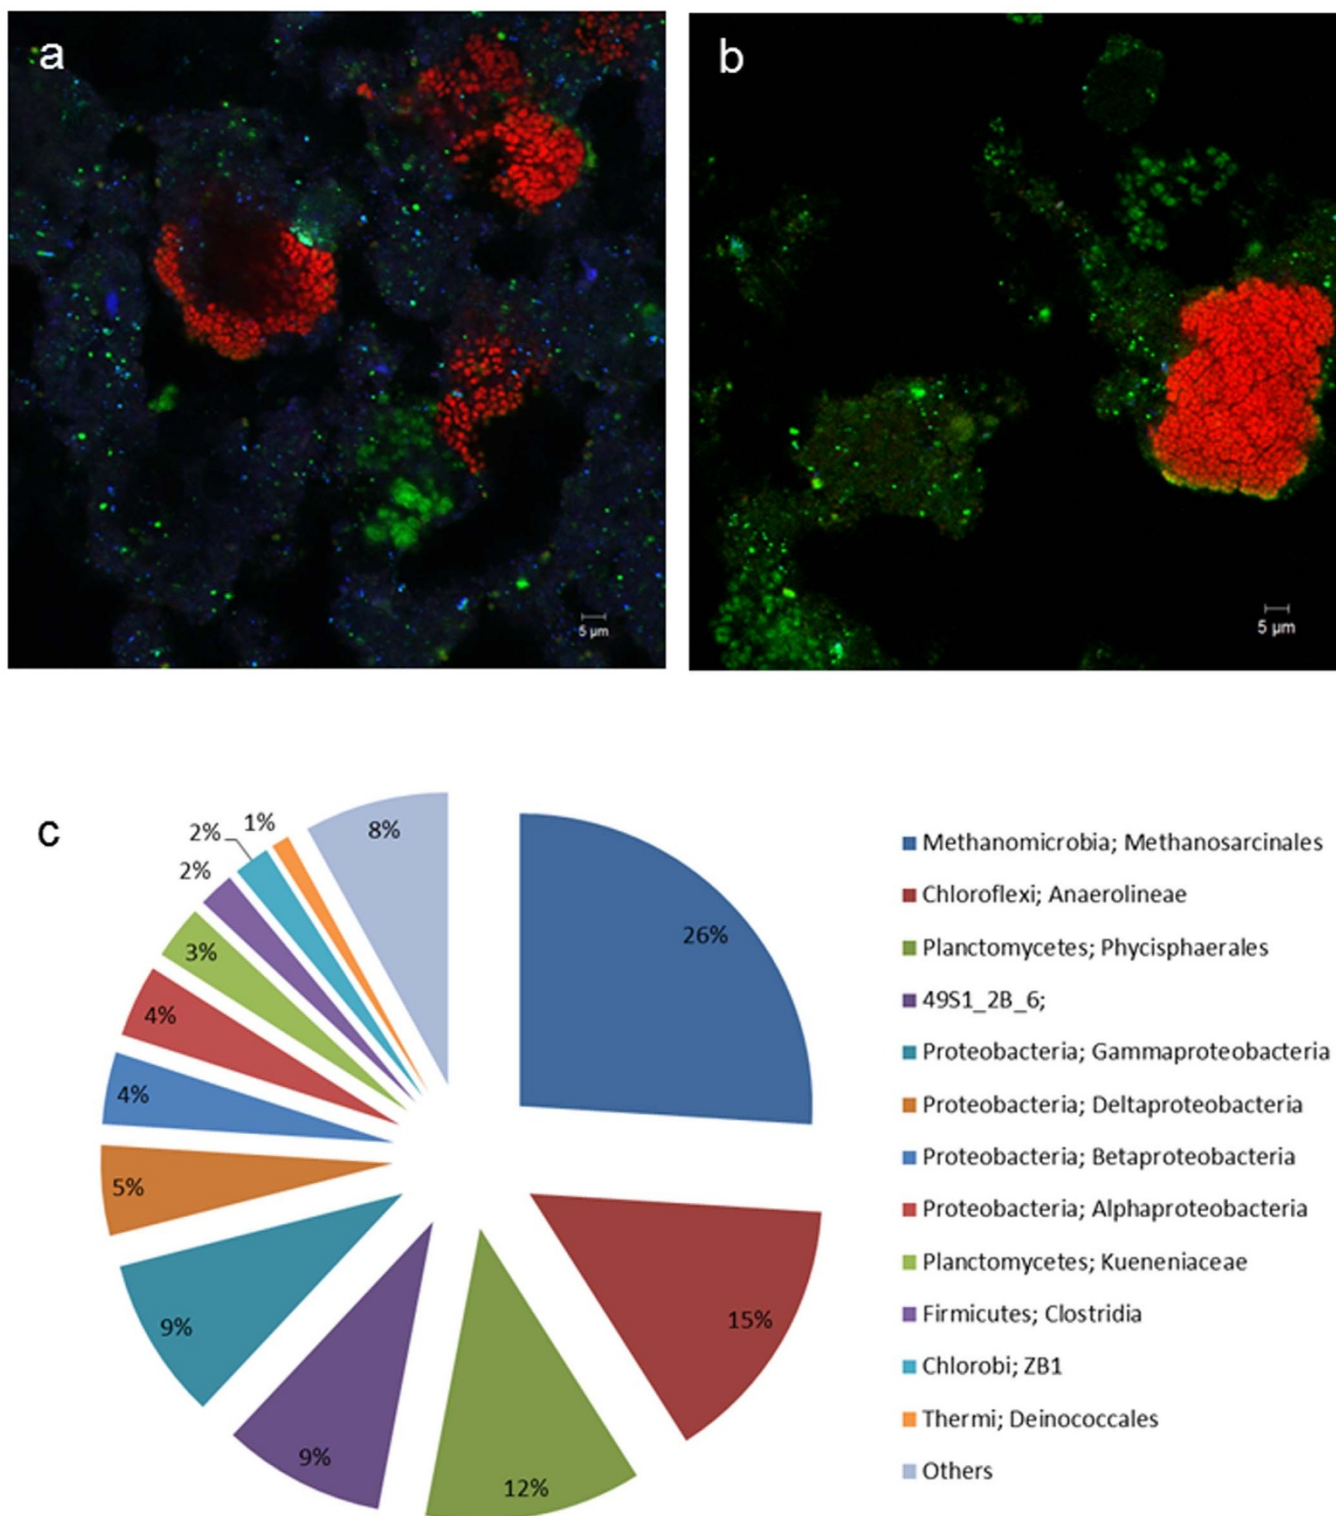 a
b
5 µm
5 µm
c
8%
1%
2%
2%
3%
4%
4%
5%
9%
9%
12%
15%
26%
Methanomicrobia; Methanosarcinales
Chloroflexi; Anaerolineae
Planctomycetes; Phycisphaerales
49S1_2B_6;
Proteobacteria; Gammaproteobacteria
Proteobacteria; Deltaproteobacteria
Proteobacteria; Betaproteobacteria
Proteobacteria; Alphaproteobacteria
Planctomycetes; Kueneniaceae
Firmicutes; Clostridia
Chlorobi; ZB1
Thermi; Deinococcales
Others